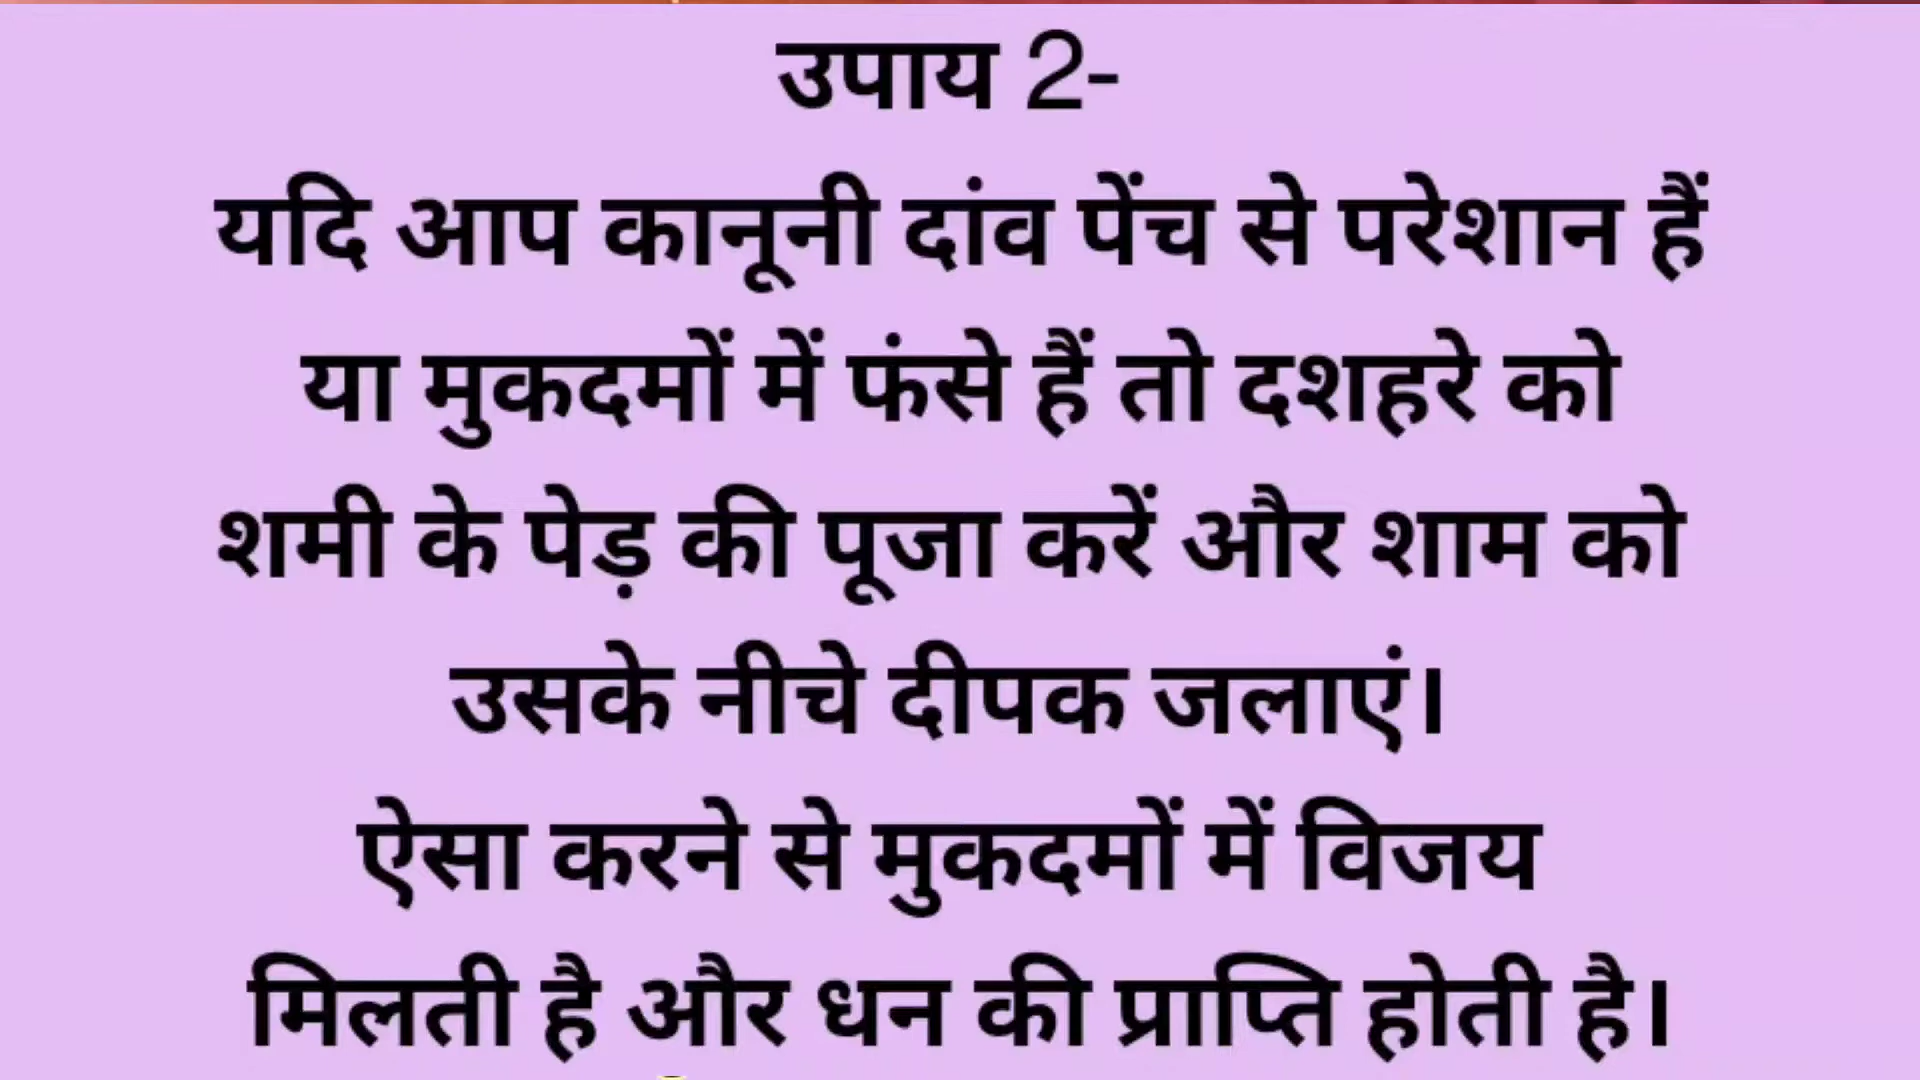 उपाय 2-
यदि आप कानूनी दांव पेंच से परेशान हैं
या मुकदमों में फंसे हैं तो दशहरे को
शमी के पेड़ की पूजा करें और शाम को
उसके नीचे दीपक जलाएं।
ऐसा करने से मुकदमों में विजय
मिलती है और धन की प्राप्ति होती है।